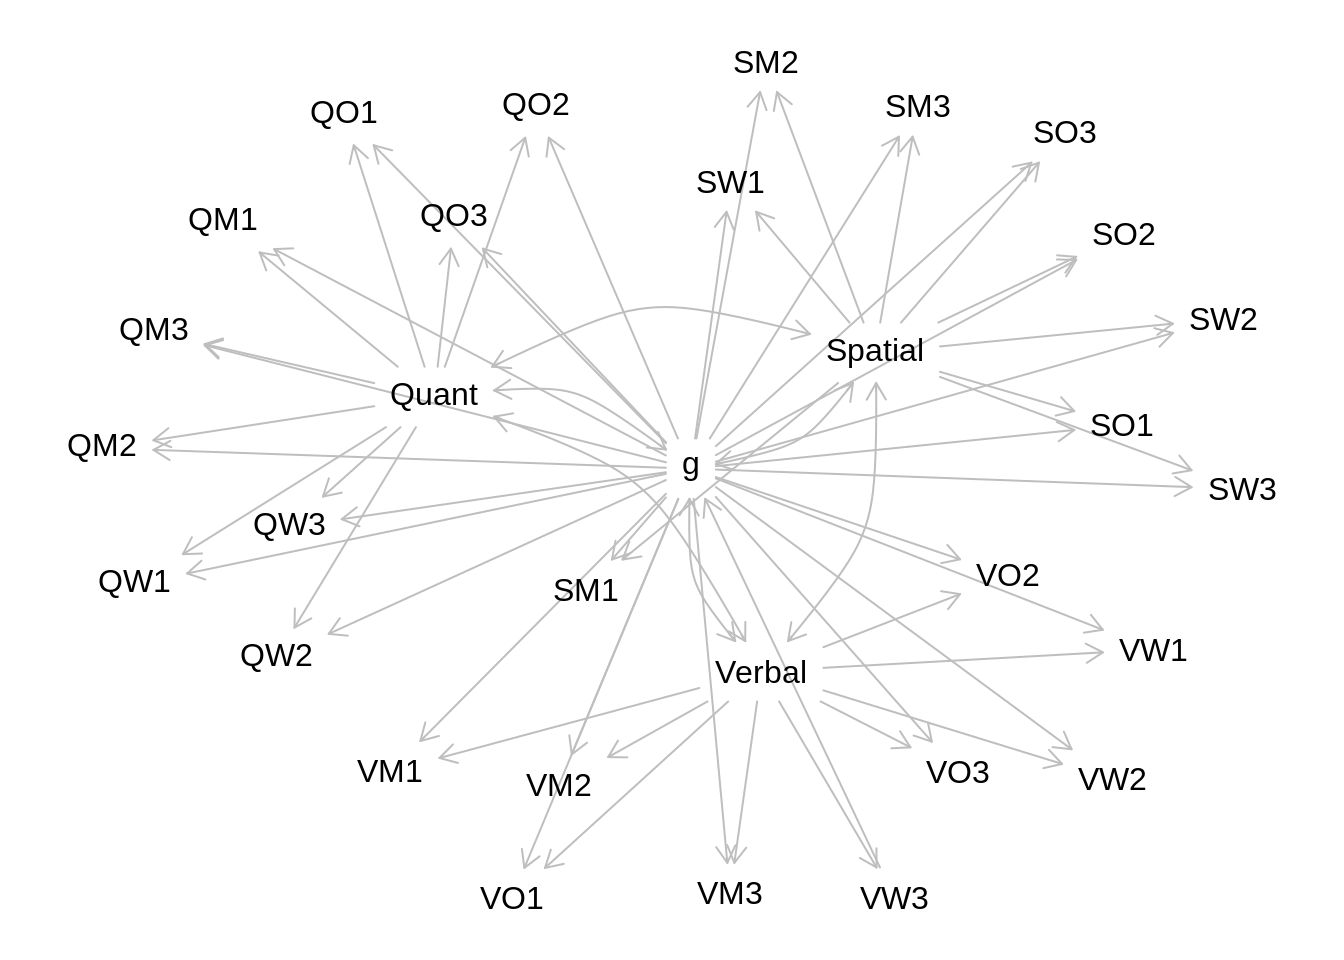 SM2
QO2
SM3
QO1
SO3
SW1
QO3
QM1
SO2
SW2
QM3
Spatial
Quant
SO1
QM2
g
SW3
QW3
VO2
QW1
SM1
VW1
QW2
Verbal
VM1
VO3
VW2
VM2
VM3
VO1
VW3